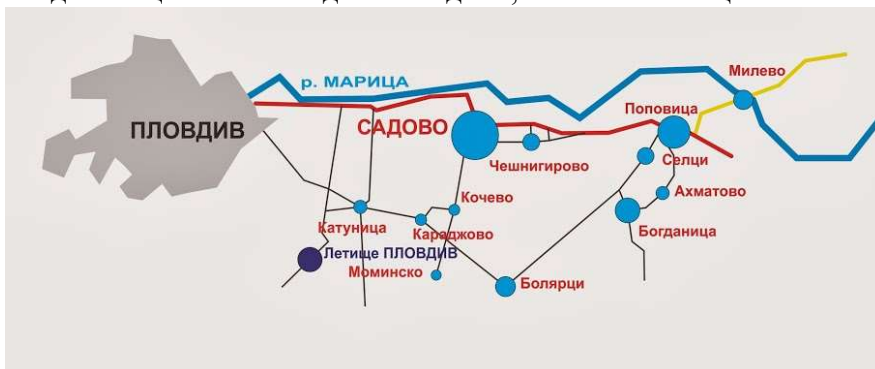 р. МАРИЦА
Милево
ПЛОВДИВ
САДОВО
Поповица
Чешнигирово
Селци
Кочево
Ахматово
Катуница
Караджово
Богданица
Летище ПЛОВДИВ
Моминско
Болярци